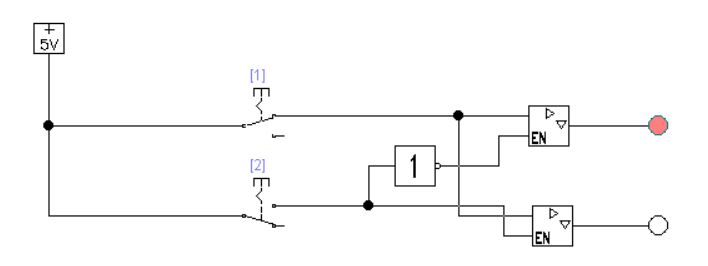 +
5V
[1]
EN
1
[2]
EN